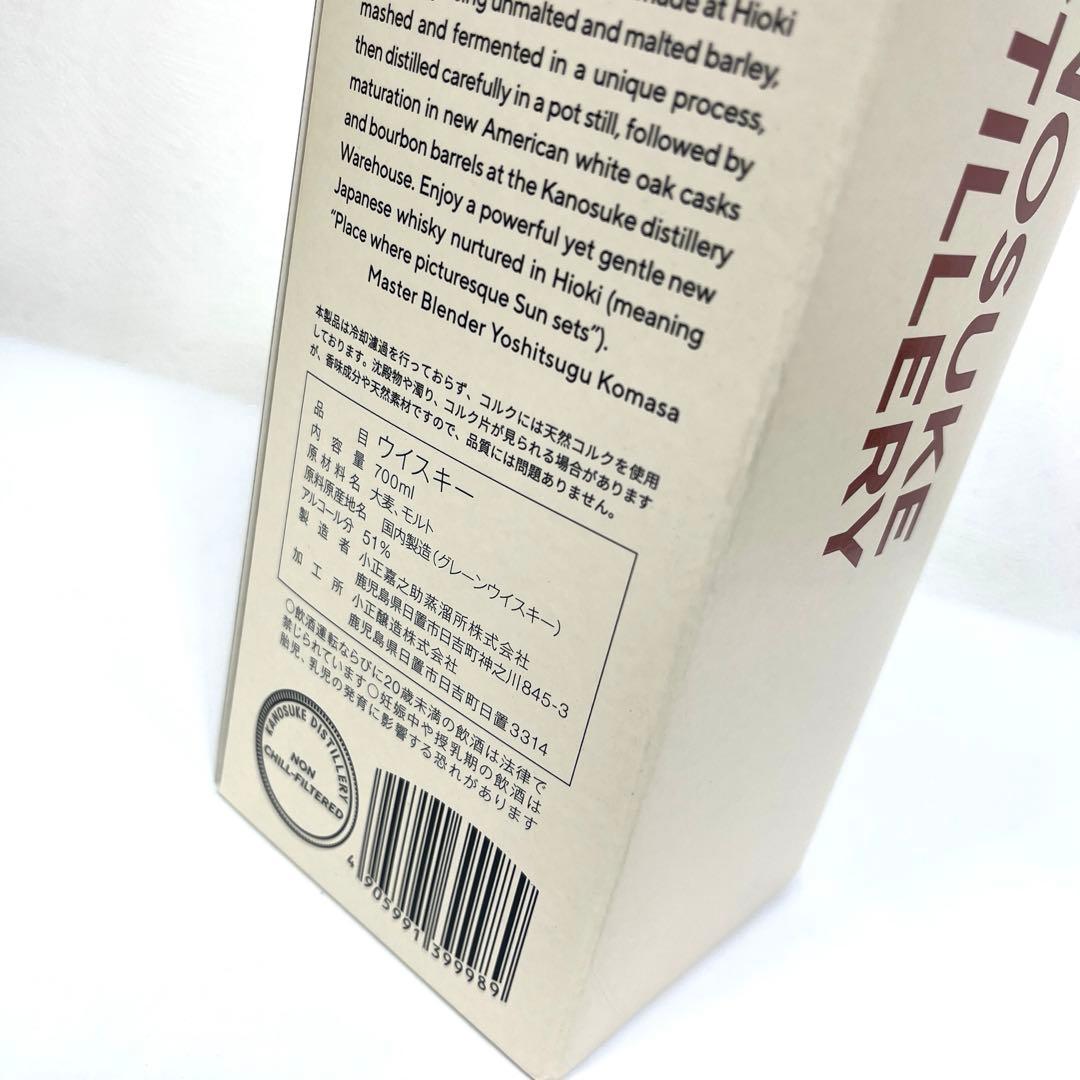 made at Hioki
unmalted and malted barley,
mashed and fermented in a unique process,
then distilled carefully in a pot still, followed by
maturation in new American white oak casks
and bourbon barrels at the Kanosuke distillery
Warehouse. Enjoy a powerful yet gentle new
Japanese whisky nurtured in Hioki (meaning
“Place where picturesque Sun sets”).
Master Blender Yoshitsugu Komasa
本製品は冷却濾過を行っておらず、コルクには天然コルクを使用
しております。沈殿物や濁り、コルク片が見られる場合があります
が、香味成分や天然素材ですので、品質には問題ありません。
品目 ウイスキー
内容量 700ml
原材料名 大麦、モルト
原料原産地名 国内製造(グレーンウイスキー)
アルコール分 51%
製造者 小正嘉之助蒸溜所株式会社
鹿児島県日置市日吉町神之川845-3
加工所 小正醸造株式会社
鹿児島県日置市日吉町日置3314
○飲酒運転ならびに20歳未満の飲酒は法律で
禁じられています○妊娠中や授乳期の飲酒は
胎児、乳児の発育に影響する恐れがあります
KANOSUKE DISTILLERY
NON
CHILL-FILTERED
4 905991 399989
NOSUKE
TILLERY